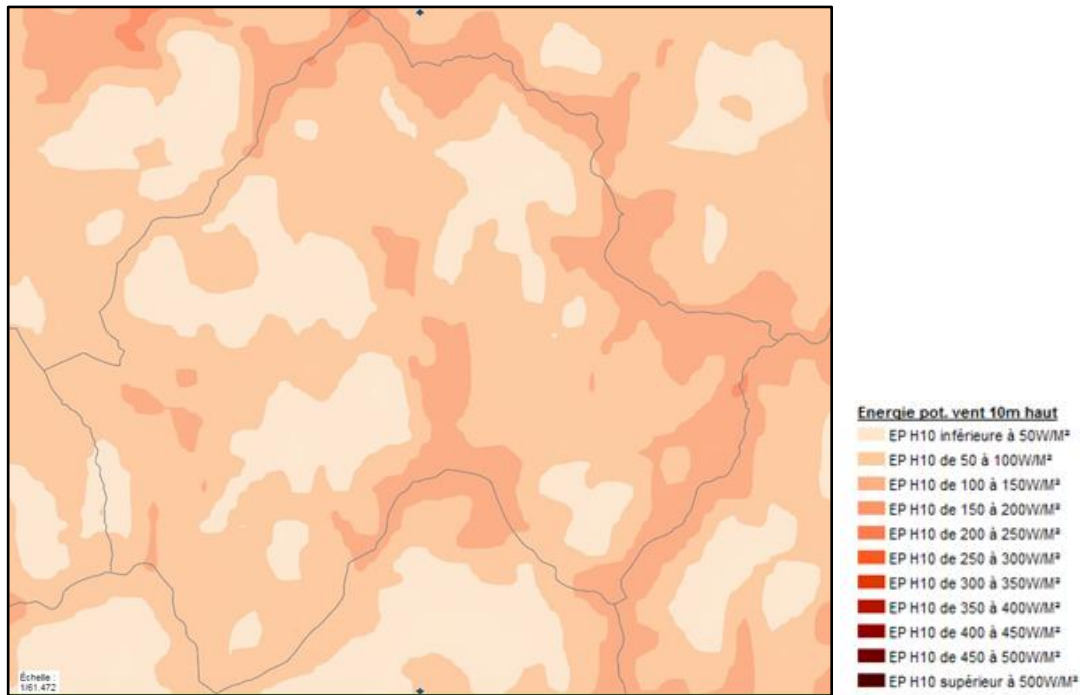 Energie pot. vent 10m haut
EP H10 inférieure à 50W/M²
EP H10 de 50 à 100W/M²
EP H10 de 100 à 150W/M²
EP H10 de 150 à 200W/M²
EP H10 de 200 à 250W/M²
EP H10 de 250 à 300W/M²
EP H10 de 300 à 350W/M²
EP H10 de 350 à 400W/M²
EP H10 de 400 à 450W/M²
EP H10 de 450 à 500W/M²
EP H10 supérieur à 500W/M²
Échelle :
1/61.472